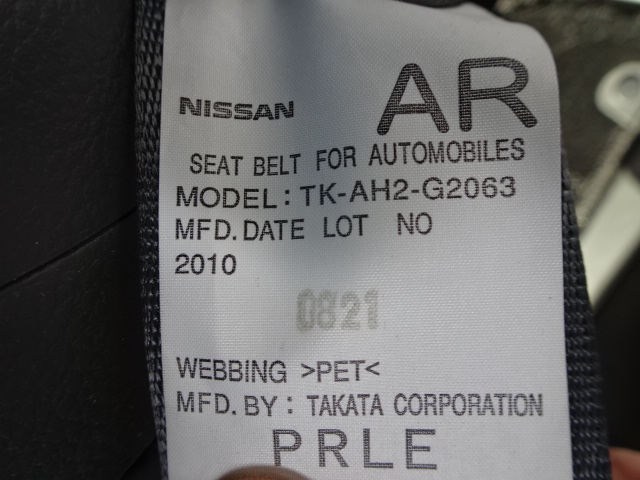 NISSAN AR
SEAT BELT FOR AUTOMOBILES
MODEL: TK-AH2-G2063
MFD. DATE LOT NO
2010
0821
WEBBING >PET<
MFD. BY: TAKATA CORPORATION
PRLE